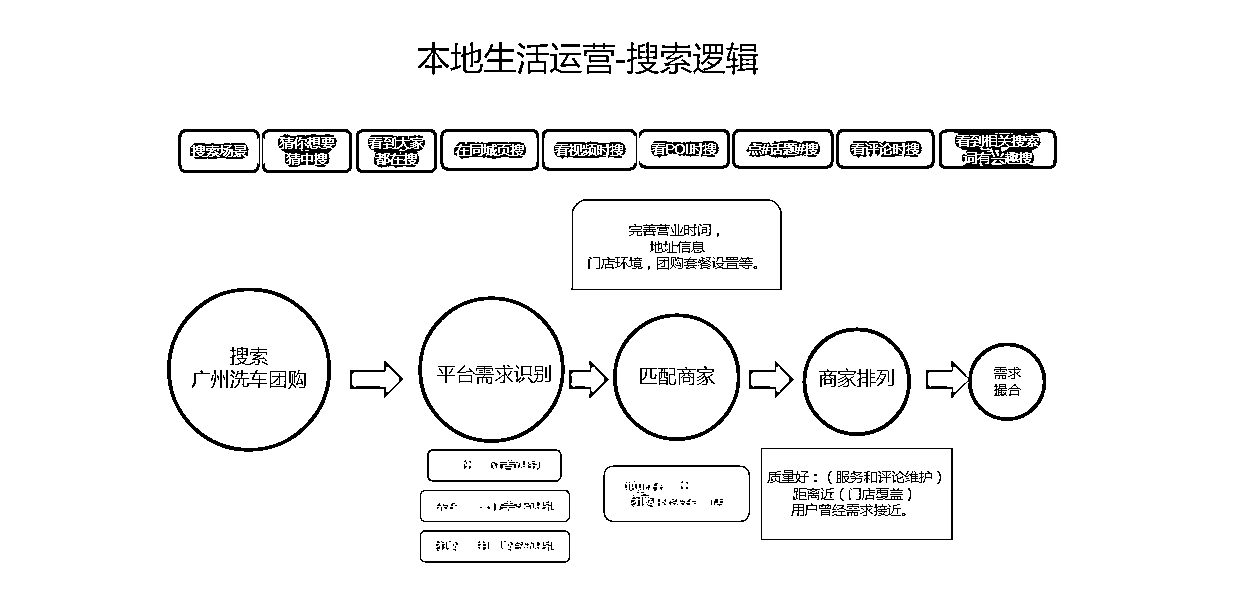 本地生活运营-搜索逻辑
搜索场景
猜你想要
猜中搜
看到大家
都在搜
在同城页搜
看视频时搜
看POI时搜
点#话题#搜
看评论时搜
看到相关搜索
词有兴趣搜
完善营业时间，
地址信息
门店环境，团购套餐设置等。
搜索
广州洗车团购
平台需求识别
匹配商家
商家排列
需求
撮合
质量好：（服务和评论维护）
距离近（门店覆盖）
用户曾经需求接近。